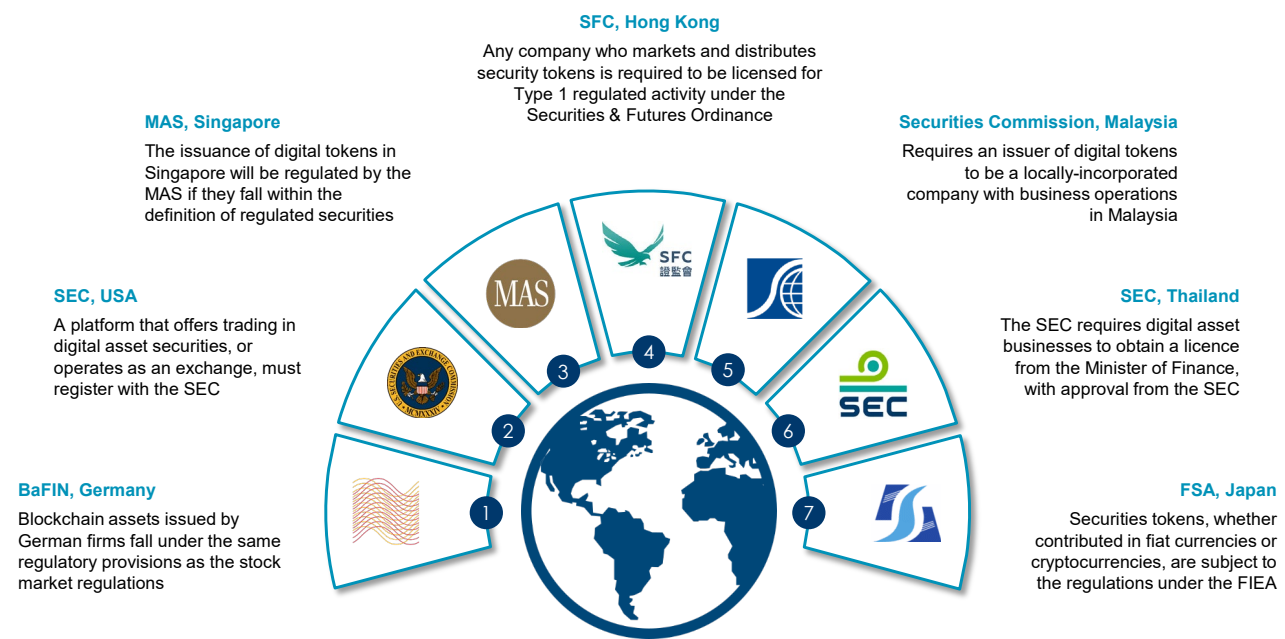 SFC, Hong Kong
Any company who markets and distributes
security tokens is required to be licensed for
Type 1 regulated activity under the
Securities & Futures Ordinance
MAS, Singapore
The issuance of digital tokens in
Singapore will be regulated by the
MAS if they fall within the
definition of regulated securities
Securities Commission, Malaysia
Requires an issuer of digital tokens
to be a locally-incorporated
company with business operations
in Malaysia
SEC, USA
A platform that offers trading in
digital asset securities, or
operates as an exchange, must
register with the SEC
SEC, Thailand
The SEC requires digital asset
businesses to obtain a licence
from the Minister of Finance,
with approval from the SEC
BaFIN, Germany
Blockchain assets issued by
German firms fall under the same
regulatory provisions as the stock
market regulations
FSA, Japan
Securities tokens, whether
contributed in fiat currencies or
cryptocurrencies, are subject to
the regulations under the FIEA
SFC
證監會
MAS
U.S. SECURITIES AND EXCHANGE COMMISSION
MCMXXXIV
SEC
1
2
3
4
5
6
7